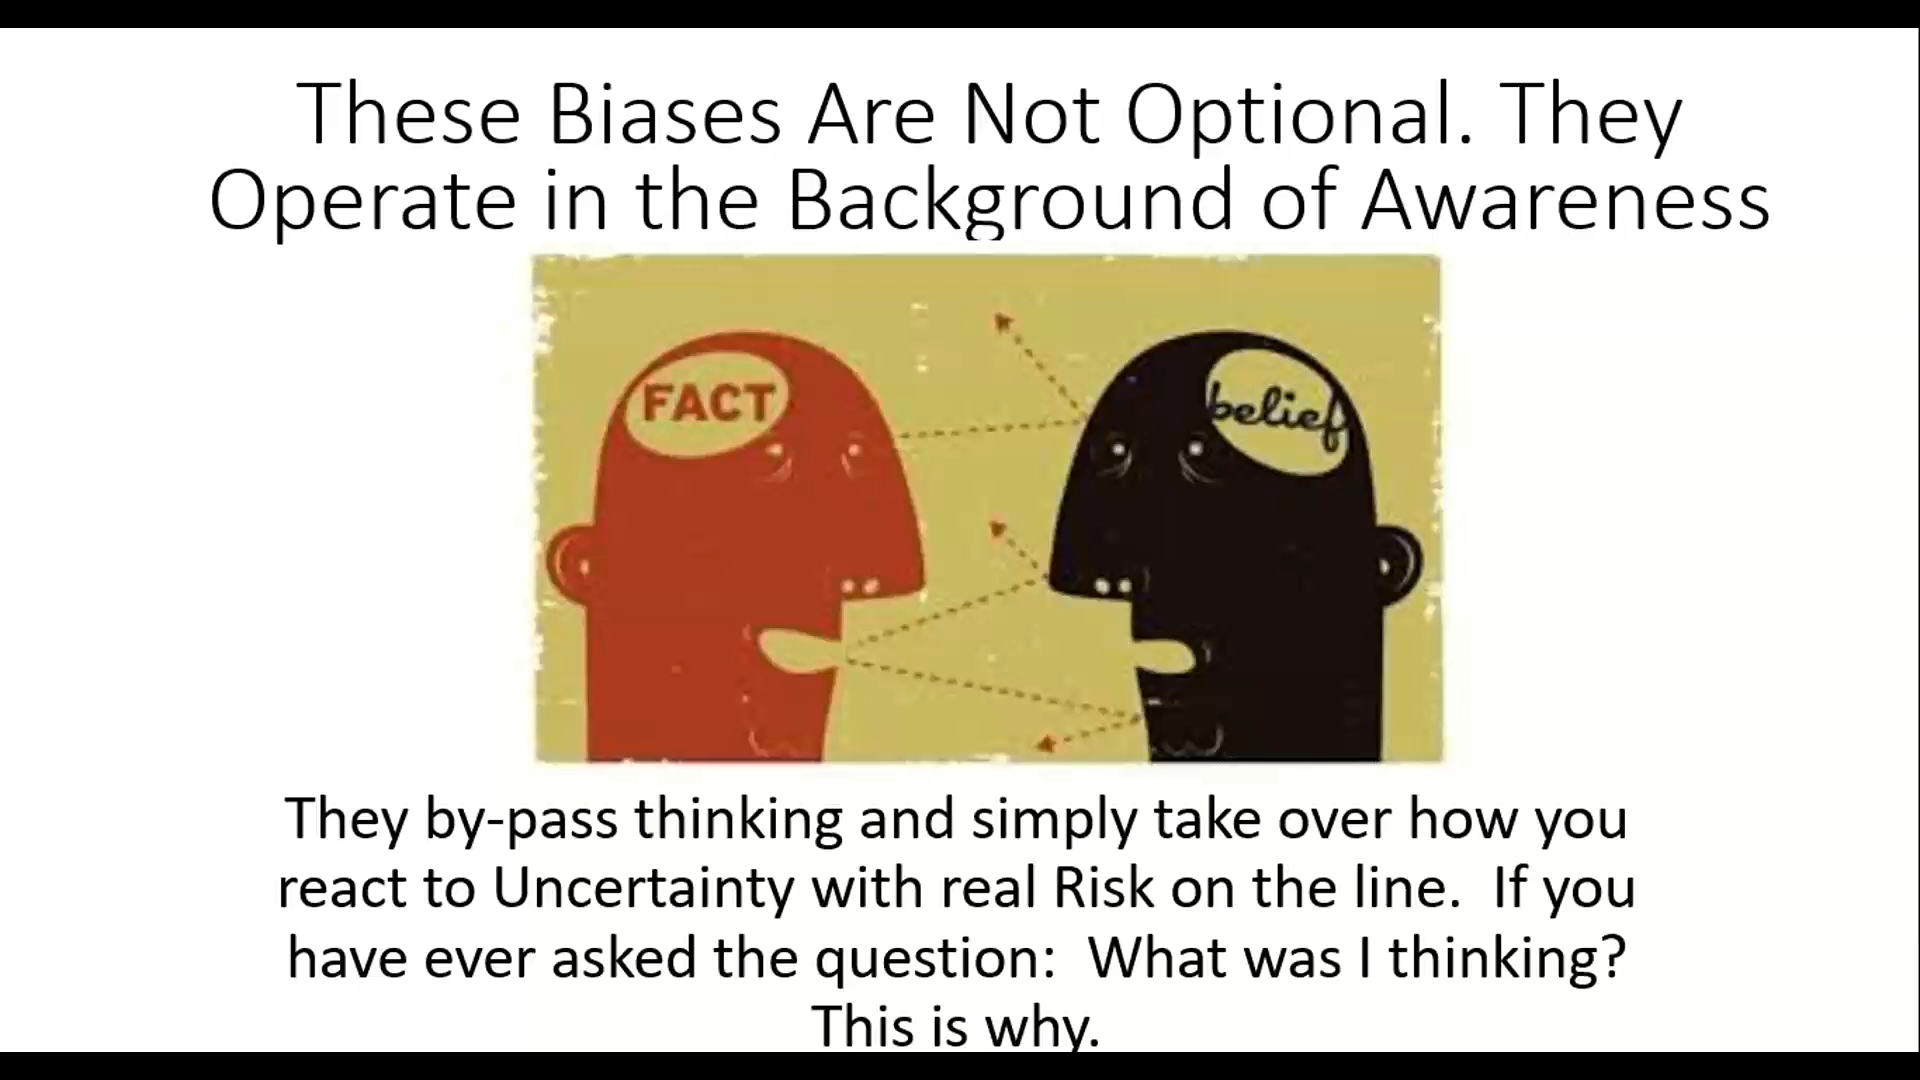 These Biases Are Not Optional. They
Operate in the Background of Awareness
FACT
belief
They by-pass thinking and simply take over how you
react to Uncertainty with real Risk on the line.  If you
have ever asked the question:  What was I thinking?
This is why.